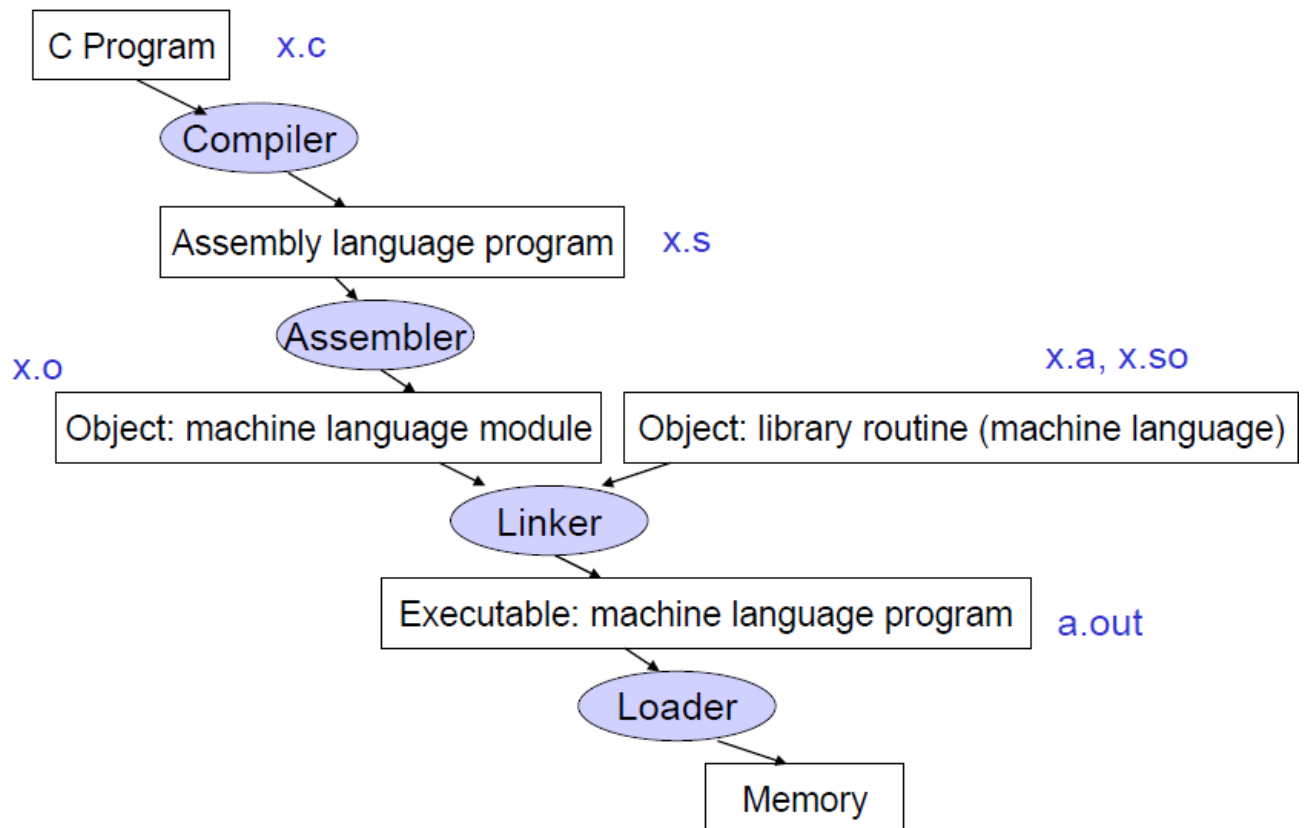 C Program
x.c
Compiler
Assembly language program
x.s
Assembler
x.o
x.a, x.so
Object: machine language module
Object: library routine (machine language)
Linker
Executable: machine language program
a.out
Loader
Memory